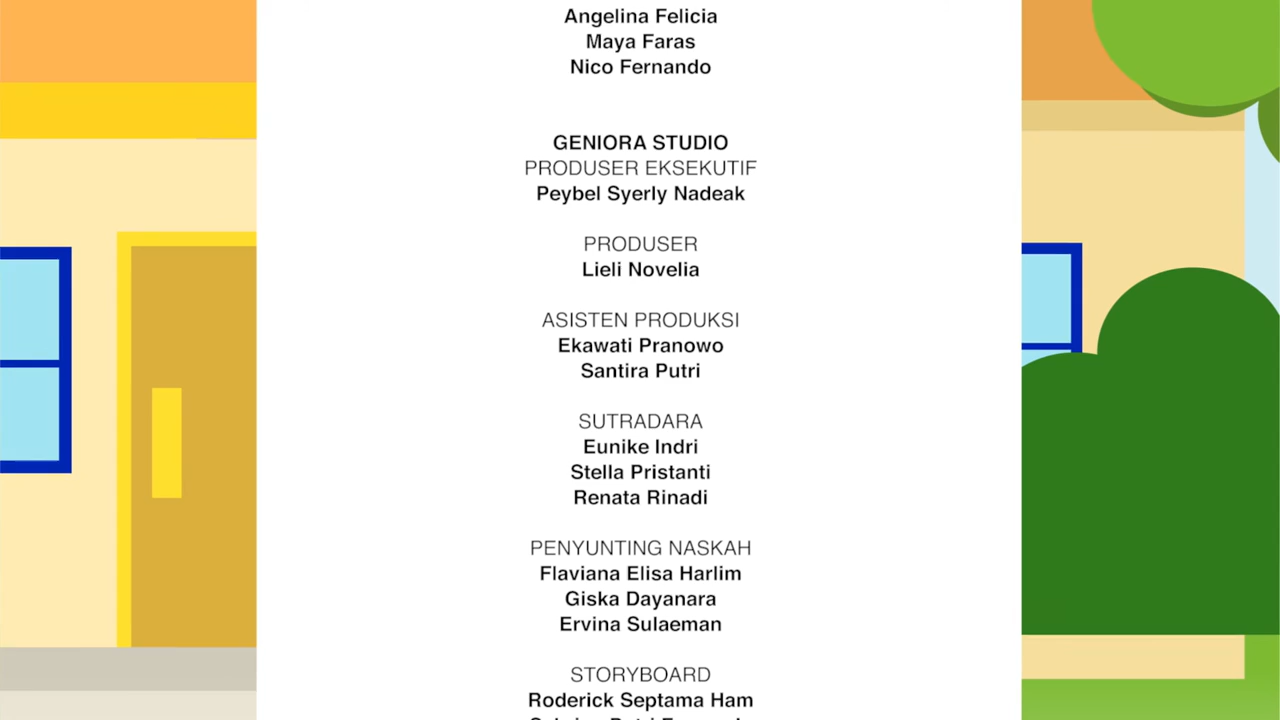 Angelina Felicia
Maya Faras
Nico Fernando
GENIORA STUDIO
PRODUSER EKSEKUTIF
Peybel Syerly Nadeak
PRODUSER
Lieli Novelia
ASISTEN PRODUKSI
Ekawati Pranowo
Santira Putri
SUTRADARA
Eunike Indri
Stella Pristanti
Renata Rinadi
PENYUNTING NASKAH
Flaviana Elisa Harlim
Giska Dayanara
Ervina Sulaeman
STORYBOARD
Roderick Septama Ham